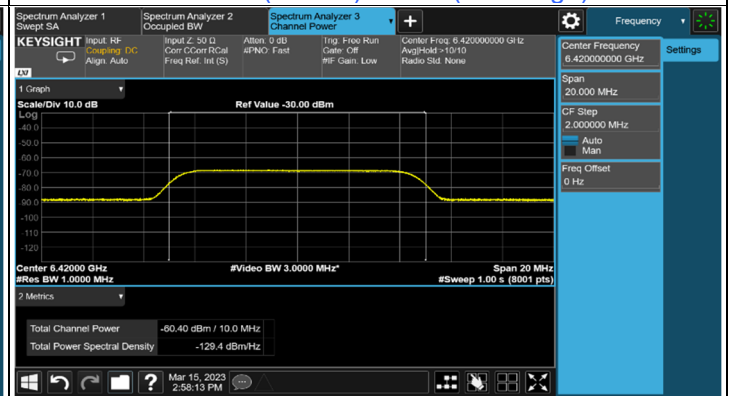 Spectrum Analyzer 1
Swept SA
Spectrum Analyzer 2
Occupied BW
Spectrum Analyzer 3
Channel Power
Frequency
KEYSIGHT
Input: RF
Coupling: DC
Align: Auto
Input Z: 50 Ω
Corr CCorr RCal
Freq Ref: Int (S)
Atten: 0 dB
#PNO: Fast
Trig: Free Run
Gate: Off
#IF Gain: Low
Center Freq: 6.420000000 GHz
Avg|Hold:>10/10
Radio Std: None
LXI
Center Frequency
6.420000000 GHz
Settings
Span
20.000 MHz
CF Step
2.000000 MHz
Auto
Man
Freq Offset
0 Hz
1 Graph
Scale/Div 10.0 dB
Ref Value -30.00 dBm
Log
-40.0
-50.0
-60.0
-70.0
-80.0
-90.0
-100
-110
-120
Center 6.42000 GHz
#Video BW 3.0000 MHz*
Span 20 MHz
#Res BW 1.0000 MHz
#Sweep 1.00 s (8001 pts)
2 Metrics
Total Channel Power -60.40 dBm / 10.0 MHz
Total Power Spectral Density -129.4 dBm/Hz
?
Mar 15, 2023
2:58:13 PM